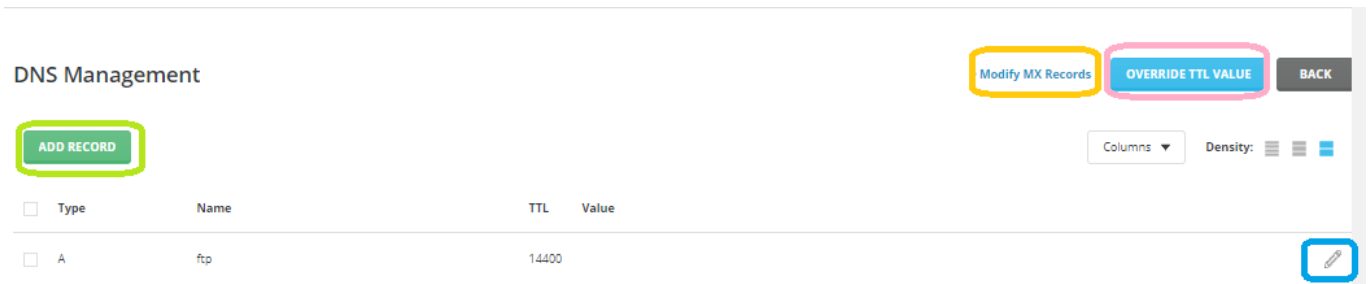 DNS Management
Modify MX Records
OVERRIDE TTL VALUE
BACK
ADD RECORD
Columns
Density:
Type Name TTL Value
A ftp 14400